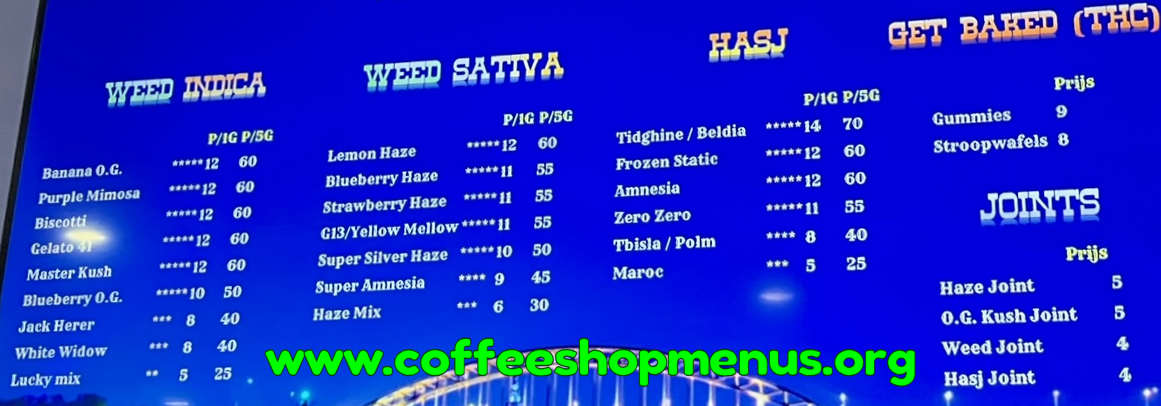 WEED INDICA
P/1G P/5G
Banana O.G. ***** 12 60
Purple Mimosa ***** 12 60
Biscotti ***** 12 60
Gelato 41 ***** 12 60
Master Kush ***** 12 60
Blueberry O.G. ***** 10 50
Jack Herer *** 8 40
White Widow *** 8 40
Lucky mix ** 5 25
WEED SATIVA
P/1G P/5G
Lemon Haze ***** 12 60
Blueberry Haze ***** 11 55
Strawberry Haze ***** 11 55
G13/Yellow Mellow ***** 11 55
Super Silver Haze ***** 10 50
Super Amnesia **** 9 45
Haze Mix *** 6 30
HASJ
P/1G P/5G
Tidghine / Beldia ***** 14 70
Frozen Static ***** 12 60
Amnesia ***** 12 60
Zero Zero ***** 11 55
Tbisla / Polm **** 8 40
Maroc *** 5 25
GET BAKED (THC)
Prijs
Gummies 9
Stroopwafels 8
JOINTS
Prijs
Haze Joint 5
O.G. Kush Joint 5
Weed Joint 4
Hasj Joint 4
www.coffeeshopmenus.org